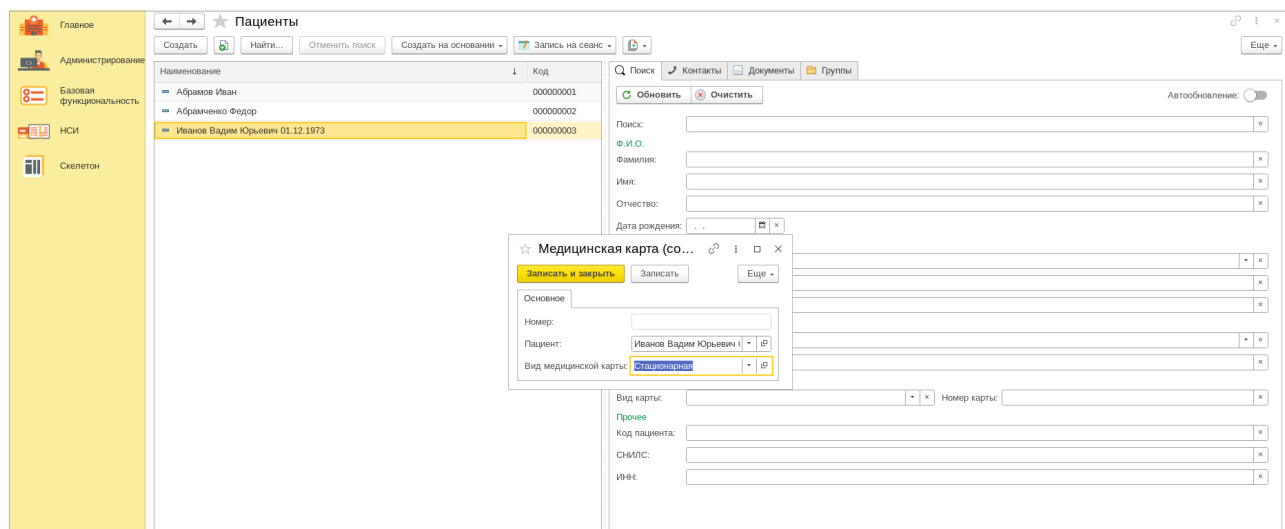 Главное
Администрирование
Базовая
функциональность
НСИ
Скелетон
Пациенты
Создать
Найти...
Отменить поиск
Создать на основании
Запись на сеанс
Еще
Наименование
Код
Абрамов Иван 000000001
Абрамченко Федор 000000002
Иванов Вадим Юрьевич 01.12.1973 000000003
Поиск Контакты Документы Группы
Обновить Очистить Автообновление:
Поиск:
Ф.И.О.
Фамилия:
Имя:
Отчество:
Дата рождения: . .
Медицинская карта (со...
Записать и закрыть Записать Еще
Основное
Номер:
Пациент: Иванов Вадим Юрьевич
Вид медицинской карты: Стационарная
Вид карты: Номер карты:
Прочее
Код пациента:
СНИЛС:
ИНН: